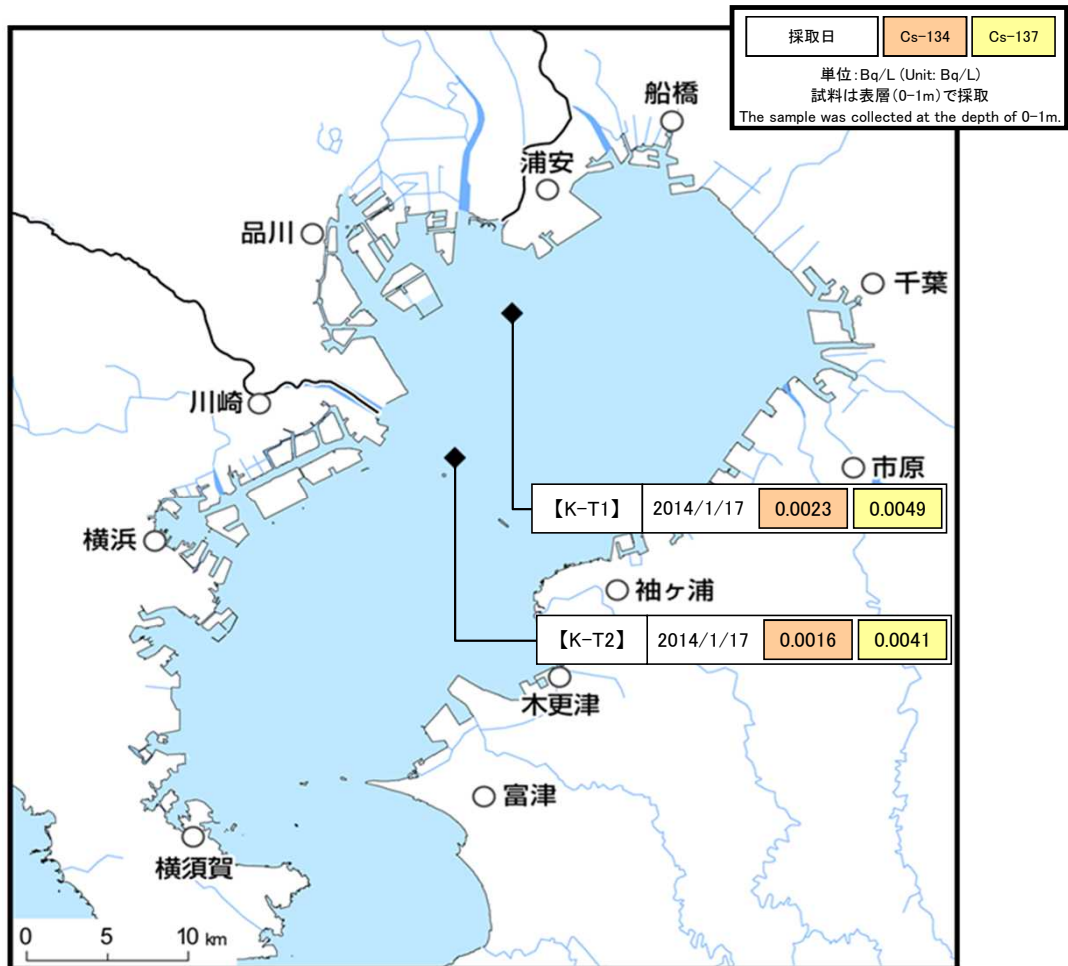 採取日 Cs-134 Cs-137
単位:Bq/L (Unit: Bq/L)
試料は表層(0-1m)で採取
The sample was collected at the depth of 0-1m.
船橋
浦安
品川
千葉
川崎
市原
【K-T1】 2014/1/17 0.0023 0.0049
横浜
袖ヶ浦
【K-T2】 2014/1/17 0.0016 0.0041
木更津
富津
横須賀
0 5 10 km